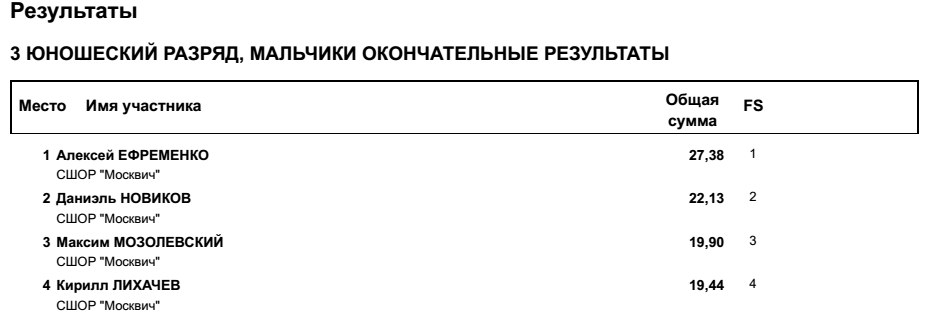 Результаты
3 ЮНОШЕСКИЙ РАЗРЯД, МАЛЬЧИКИ ОКОНЧАТЕЛЬНЫЕ РЕЗУЛЬТАТЫ
Место Имя участника Общая сумма FS
1 Алексей ЕФРЕМЕНКО 27,38 1
СШОР "Москвич"
2 Даниэль НОВИКОВ 22,13 2
СШОР "Москвич"
3 Максим МОЗОЛЕВСКИЙ 19,90 3
СШОР "Москвич"
4 Кирилл ЛИХАЧЕВ 19,44 4
СШОР "Москвич"